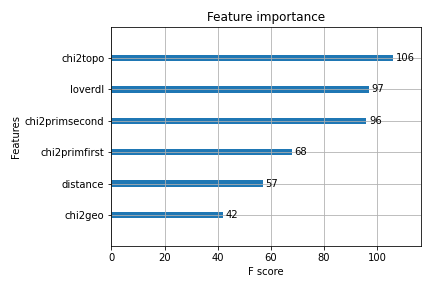 Feature importance
Features
chi2topo 106
loverdl 97
chi2primsecond 96
chi2primfirst 68
distance 57
chi2geo 42
0 20 40 60 80 100
F score